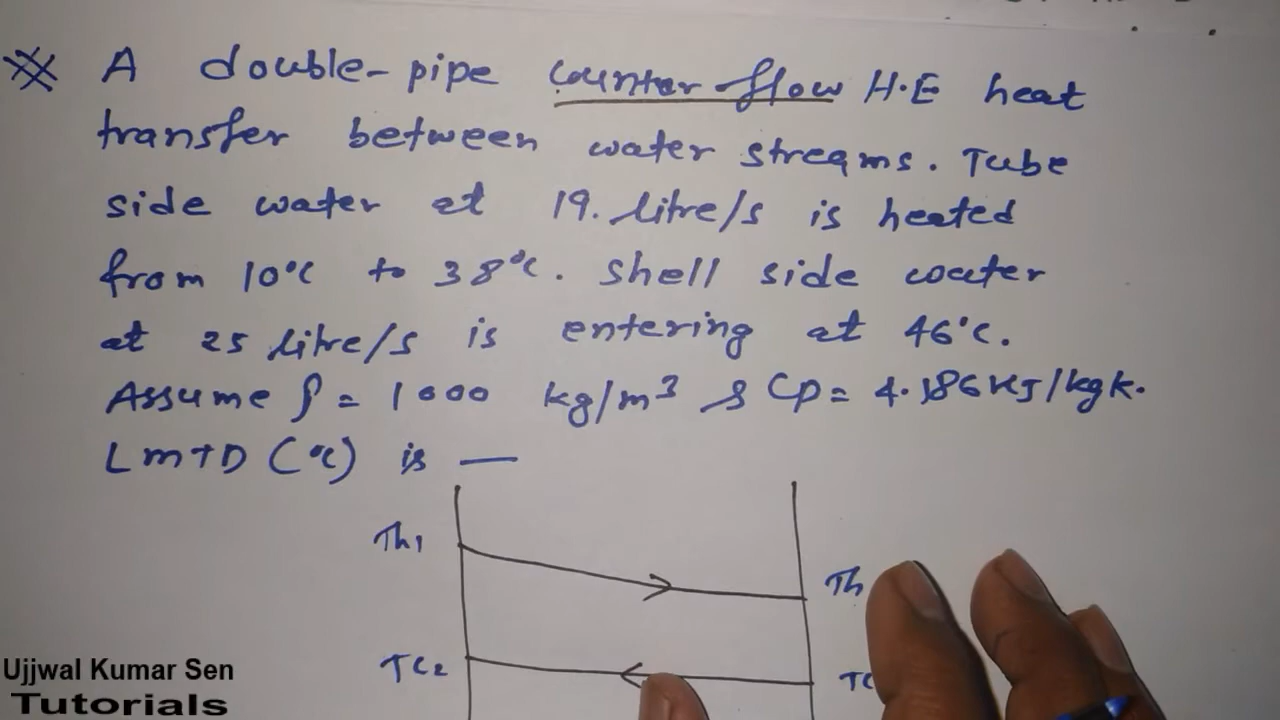 A double-pipe counter flow H.E heat
transfer between water streams. Tube
side water at 19. litre/s is heated
from 10°C to 38°C. Shell side water
at 25 litre/s is entering at 46°C.
Assume ρ = 1000 kg/m³ & Cp = 4.186 KJ/kgk.
LmTD (°C) is —
Th1
Th
TC2
TC
Ujjwal Kumar Sen
Tutorials